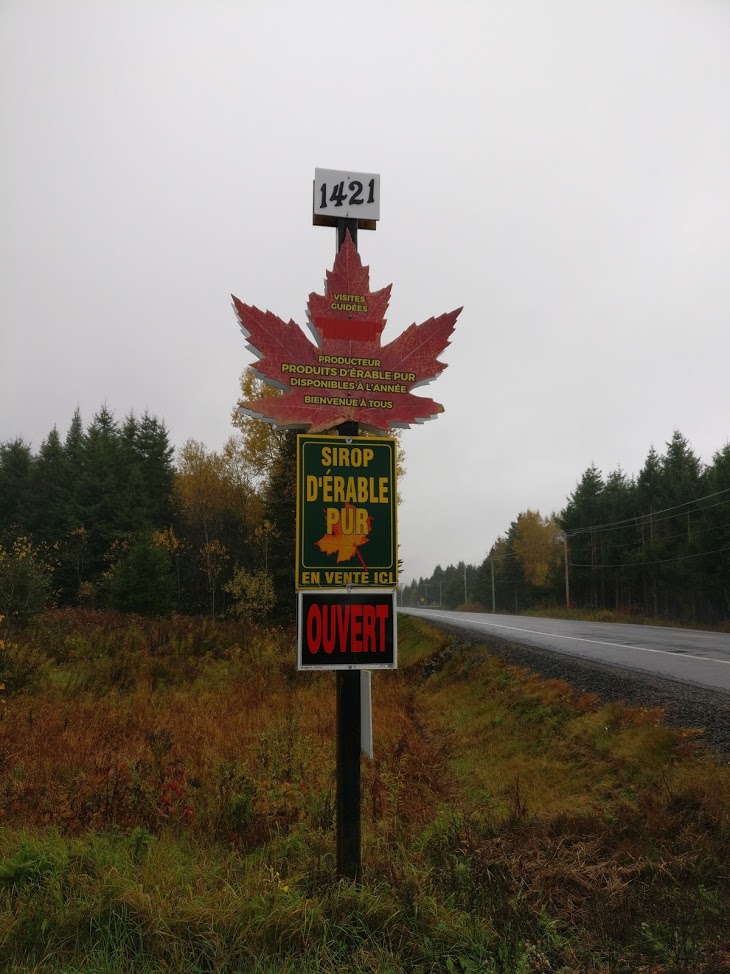 1421
VISITES
GUIDÉES
PRODUCTEUR
PRODUITS D'ÉRABLE PUR
DISPONIBLES À L'ANNÉE
BIENVENUE À TOUS
SIROP
D'ÉRABLE
PUR
EN VENTE ICI
OUVERT